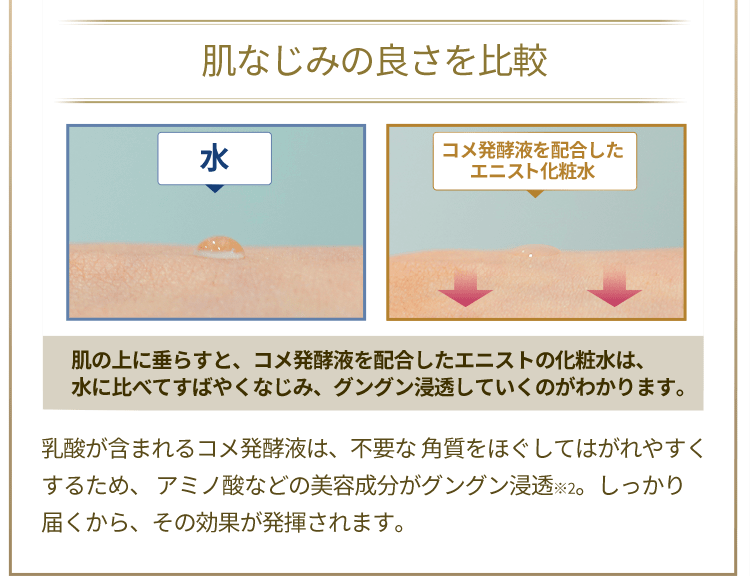 肌なじみの良さを比較
水
コメ発酵液を配合した
エニスト化粧水
肌の上に垂らすと、コメ発酵液を配合したエニストの化粧水は、
水に比べてすばやくなじみ、グングン浸透していくのがわかります。
乳酸が含まれるコメ発酵液は、不要な 角質をほぐしてはがれやすく
するため、 アミノ酸などの美容成分がグングン浸透※2。しっかり
届くから、その効果が発揮されます。